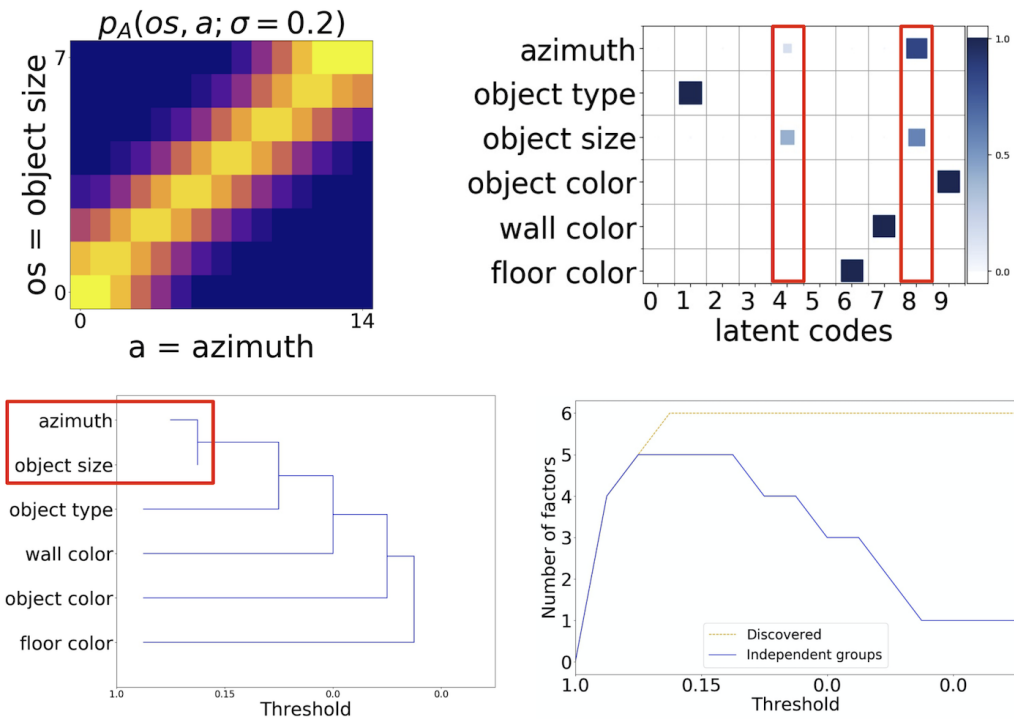 p_A(os, a; σ = 0.2)
7
os = object size
0
0
14
a = azimuth
azimuth
object type
object size
object color
wall color
floor color
0 1 2 3 4 5 6 7 8 9
latent codes
1.0
0.5
0.0
azimuth
object size
object type
wall color
object color
floor color
1.0 0.15 0.0 0.0
Threshold
6
5
4
3
2
1
0
Number of factors
Discovered
Independent groups
1.0 0.15 0.0 0.0
Threshold